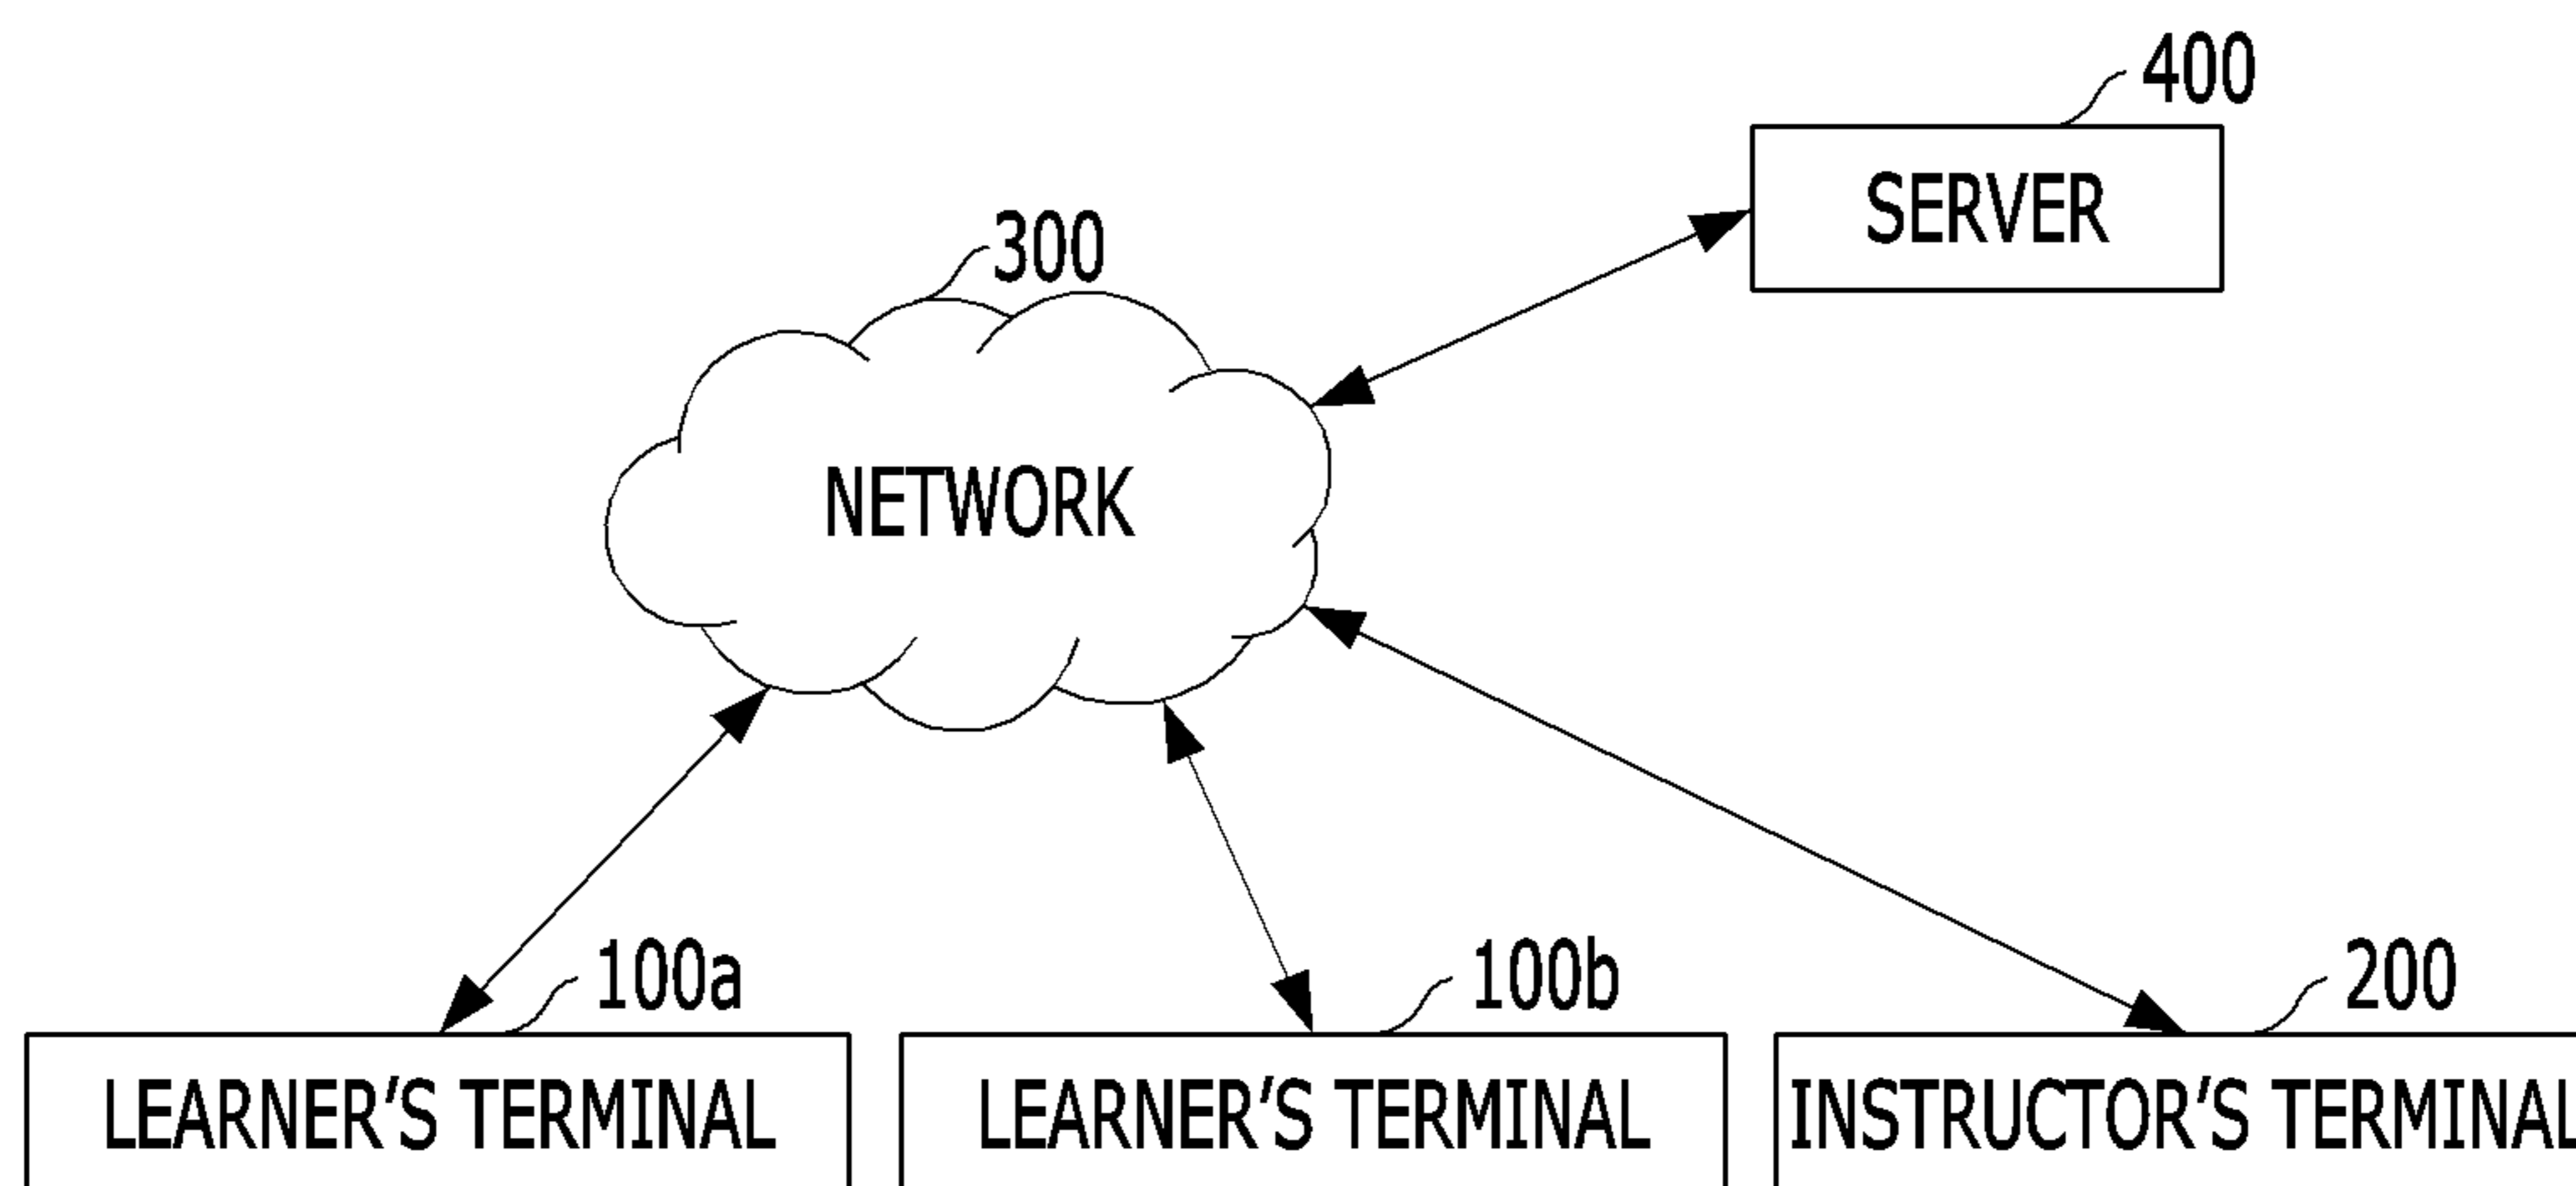 400
SERVER
300
NETWORK
100a
100b
200
LEARNER'S TERMINAL
LEARNER'S TERMINAL
INSTRUCTOR'S TERMINAL